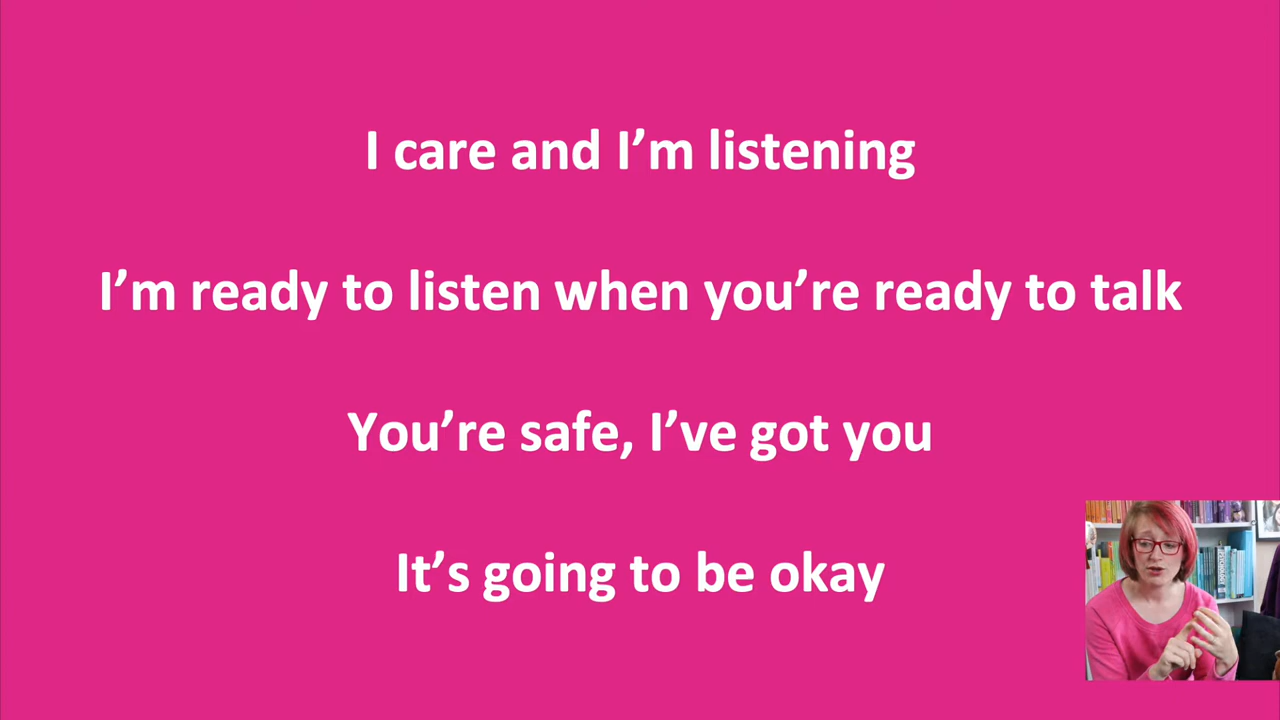 I care and I’m listening
I’m ready to listen when you’re ready to talk
You’re safe, I’ve got you
It’s going to be okay